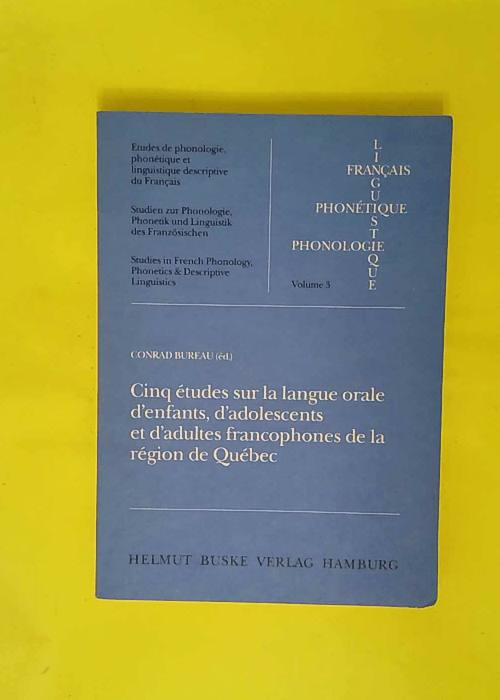 Etudes de phonologie,
phonétique et
linguistique descriptive
du Français
Studien zur Phonologie,
Phonetik und Linguistik
des Französischen
Studies in French Phonology,
Phonetics & Descriptive
Linguistics
LINGUISTIQUE
FRANÇAIS
PHONÉTIQUE
PHONOLOGIE
Volume 3
CONRAD BUREAU (éd.)
Cinq études sur la langue orale
d'enfants, d'adolescents
et d'adultes francophones de la
région de Québec
HELMUT BUSKE VERLAG HAMBURG